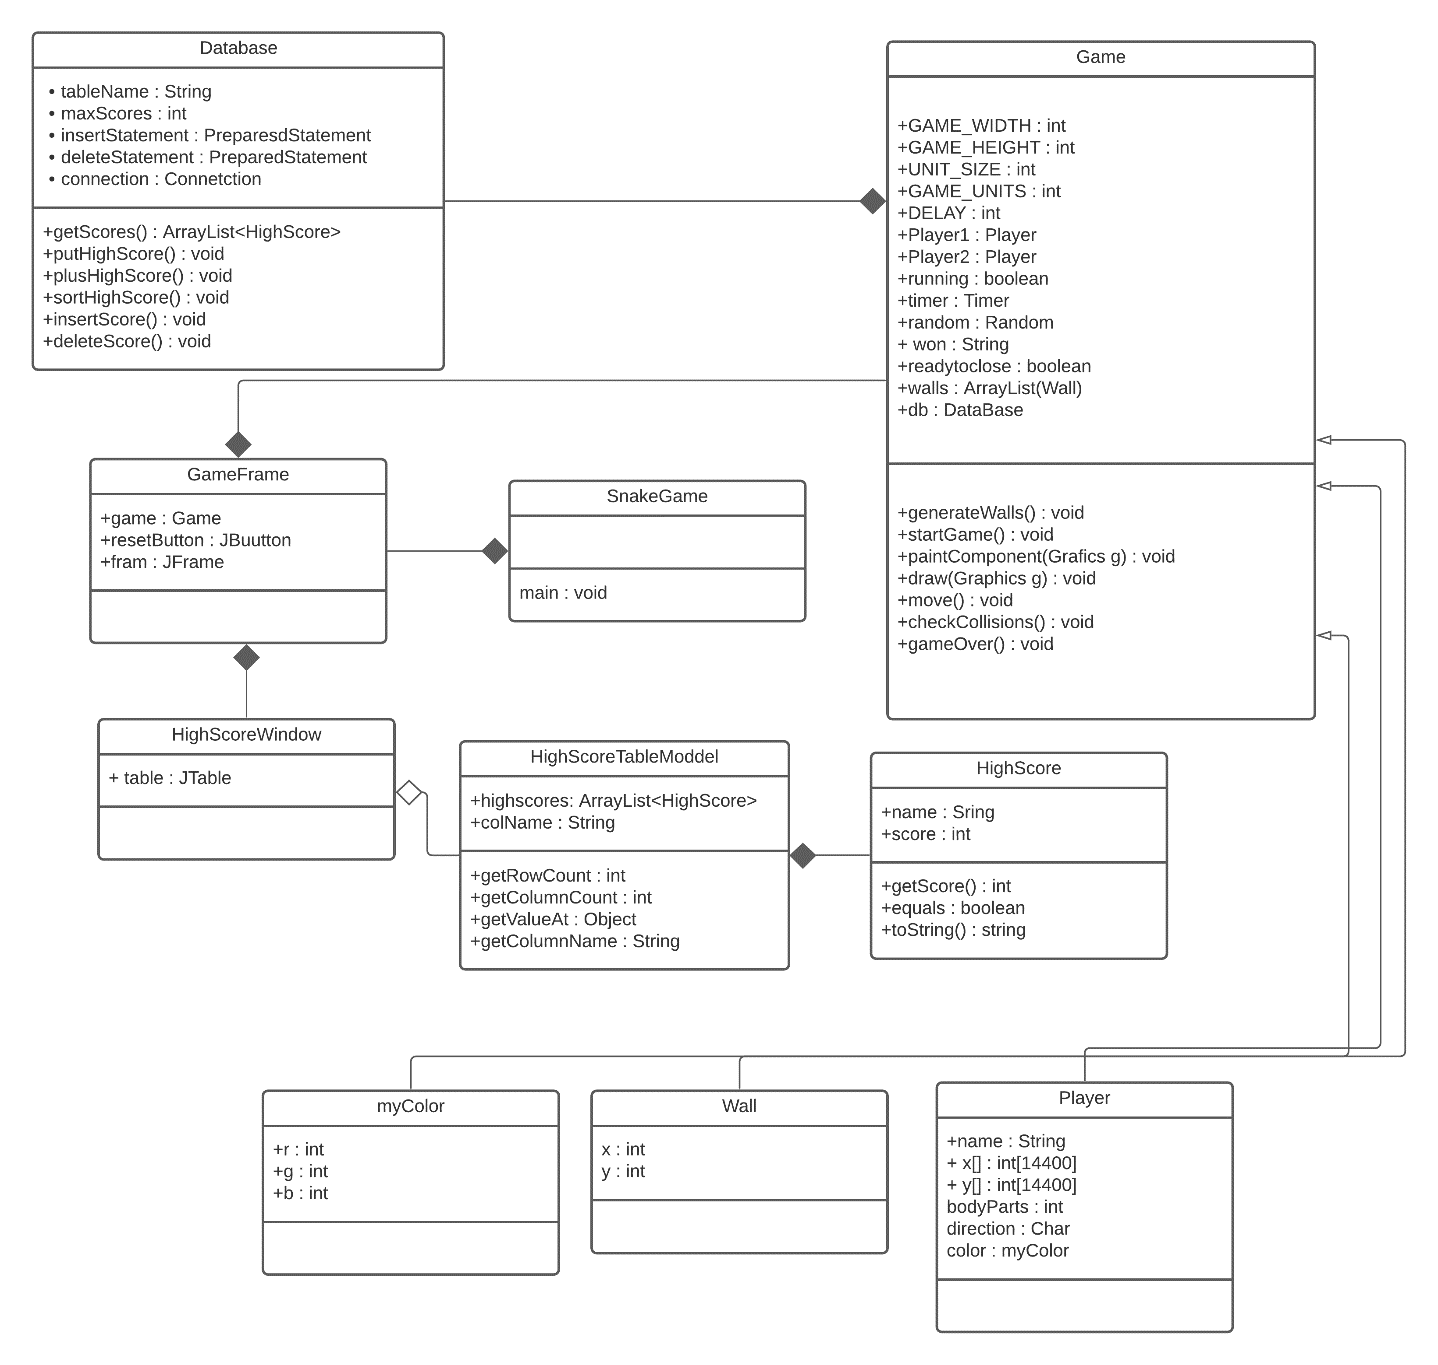 Database
• tableName : String
• maxScores : int
• insertStatement : PreparesdStatement
• deleteStatement : PreparedStatement
• connection : Connetction
+getScores() : ArrayList<HighScore>
+putHighScore() : void
+plusHighScore() : void
+sortHighScore() : void
+insertScore() : void
+deleteScore() : void
Game
+GAME_WIDTH : int
+GAME_HEIGHT : int
+UNIT_SIZE : int
+GAME_UNITS : int
+DELAY : int
+Player1 : Player
+Player2 : Player
+running : boolean
+timer : Timer
+random : Random
+ won : String
+readytoclose : boolean
+walls : ArrayList(Wall)
+db : DataBase
+generateWalls() : void
+startGame() : void
+paintComponent(Grafics g) : void
+draw(Graphics g) : void
+move() : void
+checkCollisions() : void
+gameOver() : void
GameFrame
+game : Game
+resetButton : JBuutton
+fram : JFrame
SnakeGame
main : void
HighScoreWindow
+ table : JTable
HighScoreTableModdel
+highscores: ArrayList<HighScore>
+colName : String
+getRowCount : int
+getColumnCount : int
+getValueAt : Object
+getColumnName : String
HighScore
+name : Sring
+score : int
+getScore() : int
+equals : boolean
+toString() : string
myColor
+r : int
+g : int
+b : int
Wall
x : int
y : int
Player
+name : String
+ x[] : int[14400]
+ y[] : int[14400]
bodyParts : int
direction : Char
color : myColor